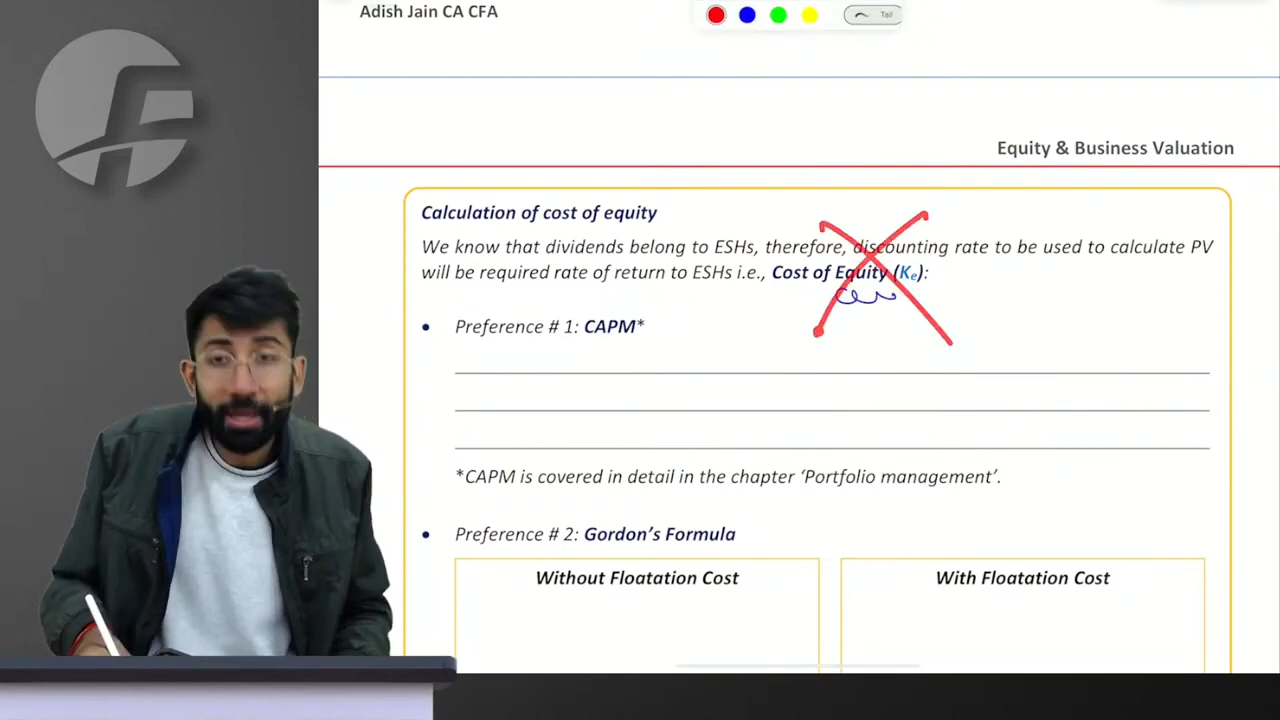 Adish Jain CA CFA
Tail
Equity & Business Valuation
Calculation of cost of equity
We know that dividends belong to ESHs, therefore, discounting rate to be used to calculate PV
will be required rate of return to ESHs i.e., Cost of Equity (Ke):
• Preference # 1: CAPM*
*CAPM is covered in detail in the chapter ‘Portfolio management’.
• Preference # 2: Gordon’s Formula
Without Floatation Cost
With Floatation Cost